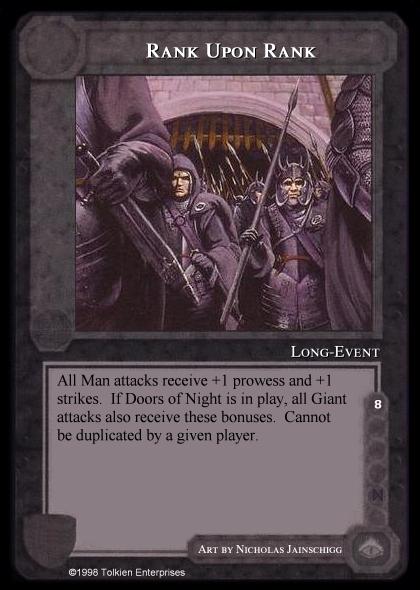 RANK UPON RANK
LONG-EVENT
All Man attacks receive +1 prowess and +1
strikes. If Doors of Night is in play, all Giant
attacks also receive these bonuses. Cannot
be duplicated by a given player.
8
N
ART BY NICHOLAS JAINSCHIGG
©1998 Tolkien Enterprises